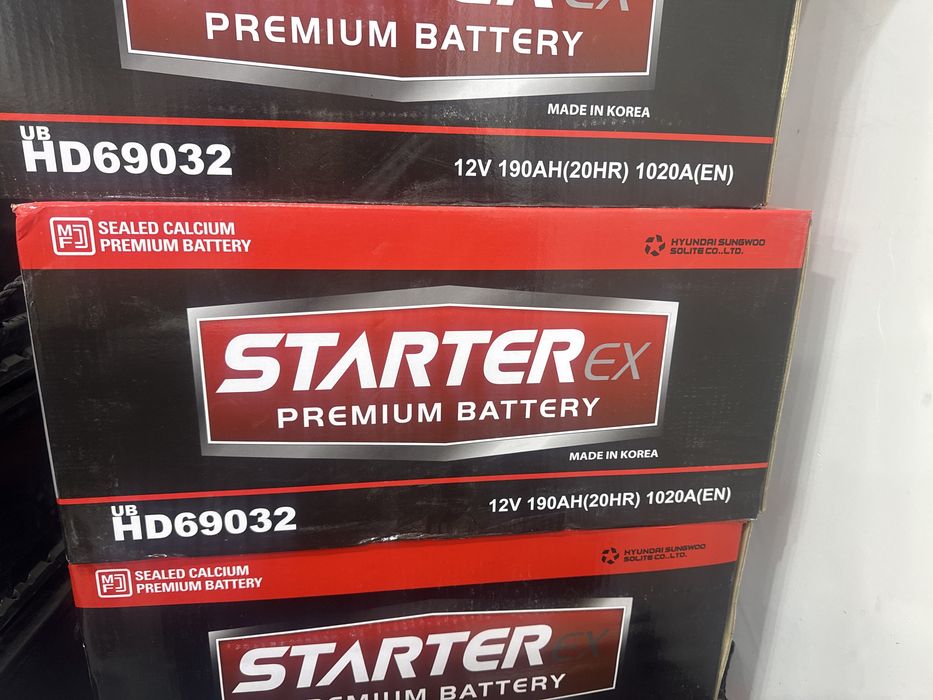 PREMIUM BATTERY
MADE IN KOREA
UB
HD69032
12V 190AH(20HR) 1020A(EN)
MF
SEALED CALCIUM
PREMIUM BATTERY
HYUNDAI SUNGWOO
SOLITE CO.,LTD.
STARTER EX
PREMIUM BATTERY
MADE IN KOREA
UB
HD69032
12V 190AH(20HR) 1020A(EN)
MF
SEALED CALCIUM
PREMIUM BATTERY
HYUNDAI SUNGWOO
SOLITE CO.,LTD.
STARTER EX
PREMIUM BATTERY